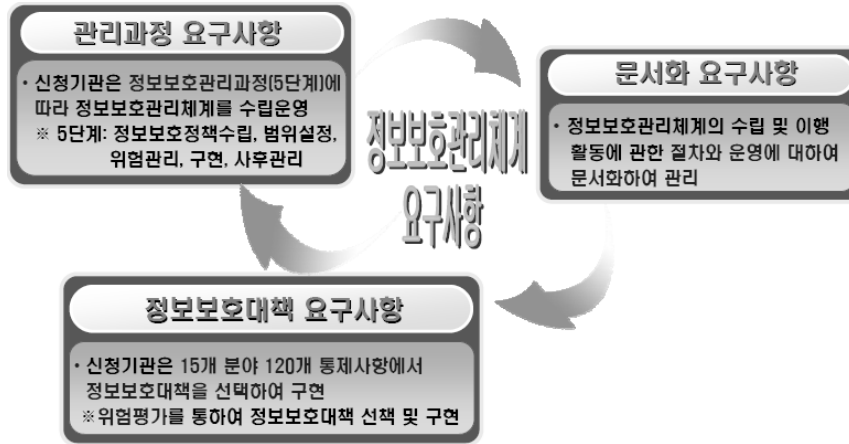 관리과정 요구사항
· 신청기관은 정보보호관리과정(5단계)에
따라 정보보호관리체계를 수립운영
※ 5단계: 정보보호정책수립, 범위설정,
위험관리, 구현, 사후관리
문서화 요구사항
· 정보보호관리체계의 수립 및 이행
활동에 관한 절차와 운영에 대하여
문서화하여 관리
정보보호관리체계
요구사항
정보보호대책 요구사항
· 신청기관은 15개 분야 120개 통제사항에서
정보보호대책을 선택하여 구현
※위험평가를 통하여 정보보호대책 선책 및 구현